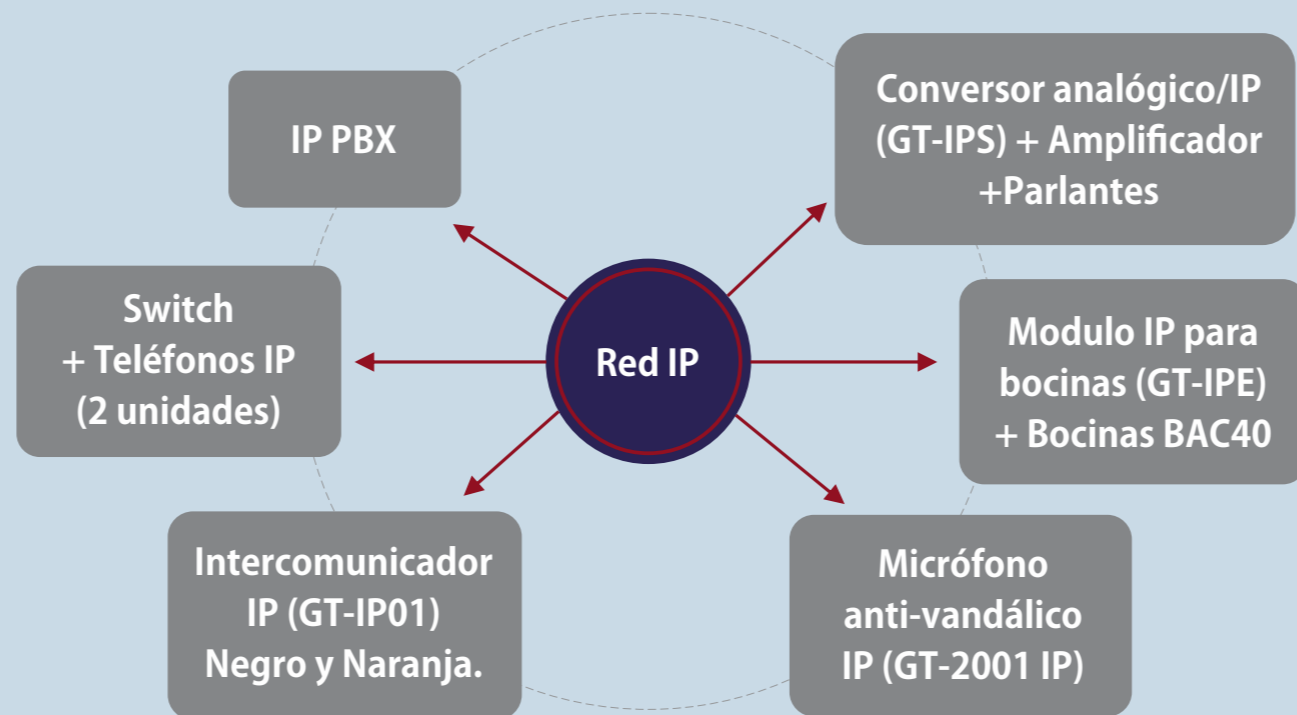 IP PBX
Conversor analógico/IP
(GT-IPS) + Amplificador
+Parlantes
Switch
+ Teléfonos IP
(2 unidades)
Red IP
Modulo IP para
bocinas (GT-IPE)
+ Bocinas BAC40
Intercomunicador
IP (GT-IP01)
Negro y Naranja.
Micrófono
anti-vandálico
IP (GT-2001 IP)